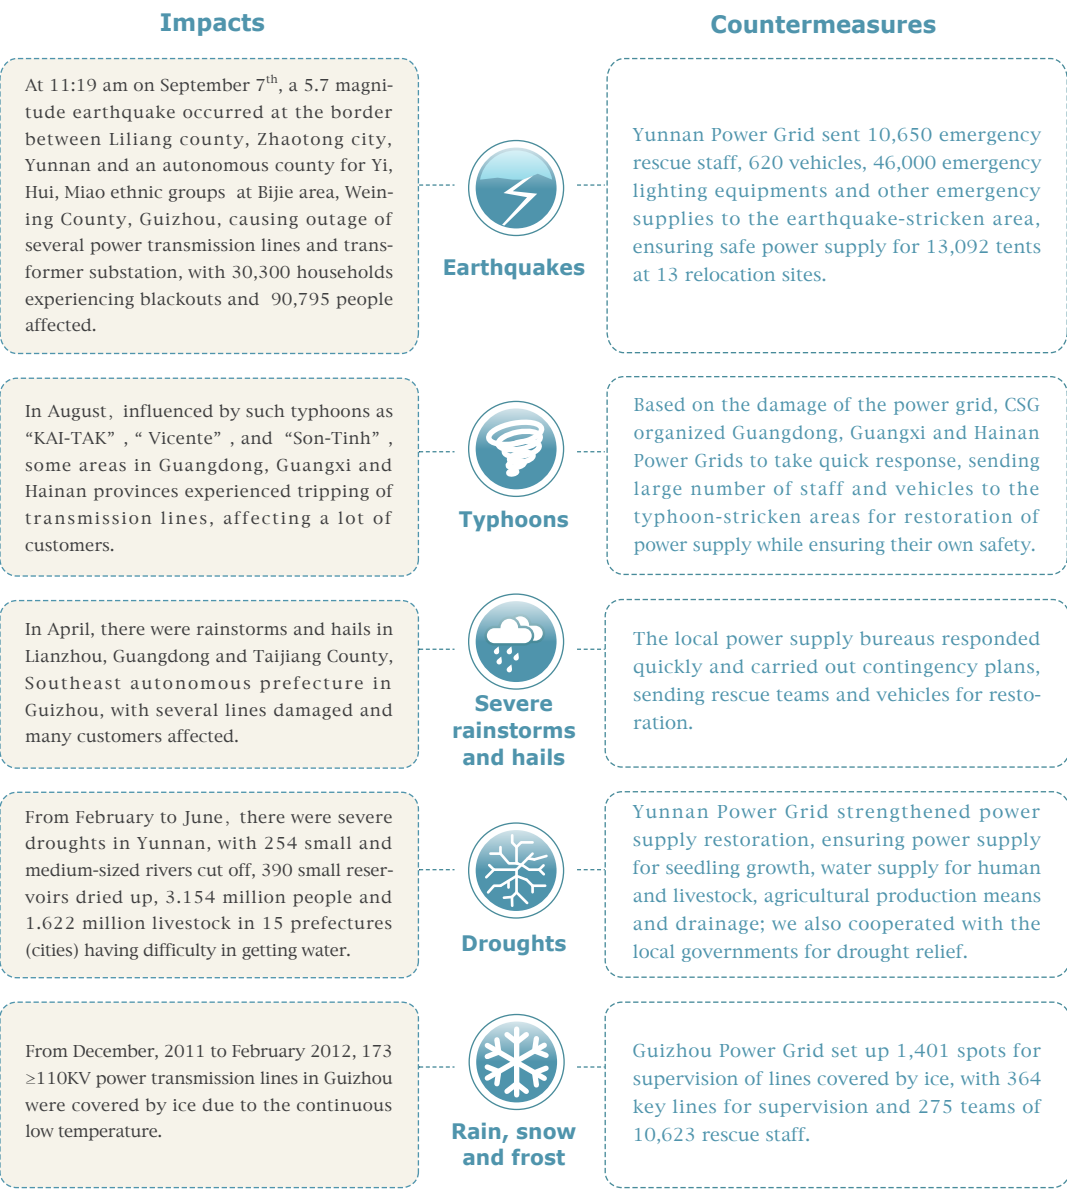 Impacts
Countermeasures
At 11:19 am on September 7th, a 5.7 magni-
tude earthquake occurred at the border
between Liliang county, Zhaotong city,
Yunnan and an autonomous county for Yi,
Hui, Miao ethnic groups at Bijie area, Wein-
ing County, Guizhou, causing outage of
several power transmission lines and trans-
former substation, with 30,300 households
experiencing blackouts and 90,795 people
affected.
Earthquakes
Yunnan Power Grid sent 10,650 emergency
rescue staff, 620 vehicles, 46,000 emergency
lighting equipments and other emergency
supplies to the earthquake-stricken area,
ensuring safe power supply for 13,092 tents
at 13 relocation sites.
In August, influenced by such typhoons as
“KAI-TAK” , “ Vicente” , and “Son-Tinh” ,
some areas in Guangdong, Guangxi and
Hainan provinces experienced tripping of
transmission lines, affecting a lot of
customers.
Typhoons
Based on the damage of the power grid, CSG
organized Guangdong, Guangxi and Hainan
Power Grids to take quick response, sending
large number of staff and vehicles to the
typhoon-stricken areas for restoration of
power supply while ensuring their own safety.
In April, there were rainstorms and hails in
Lianzhou, Guangdong and Taijiang County,
Southeast autonomous prefecture in
Guizhou, with several lines damaged and
many customers affected.
Severe
rainstorms
and hails
The local power supply bureaus responded
quickly and carried out contingency plans,
sending rescue teams and vehicles for resto-
ration.
From February to June, there were severe
droughts in Yunnan, with 254 small and
medium-sized rivers cut off, 390 small reser-
voirs dried up, 3.154 million people and
1.622 million livestock in 15 prefectures
(cities) having difficulty in getting water.
Droughts
Yunnan Power Grid strengthened power
supply restoration, ensuring power supply
for seedling growth, water supply for human
and livestock, agricultural production means
and drainage; we also cooperated with the
local governments for drought relief.
From December, 2011 to February 2012, 173
≥110KV power transmission lines in Guizhou
were covered by ice due to the continuous
low temperature.
Rain, snow
and frost
Guizhou Power Grid set up 1,401 spots for
supervision of lines covered by ice, with 364
key lines for supervision and 275 teams of
10,623 rescue staff.